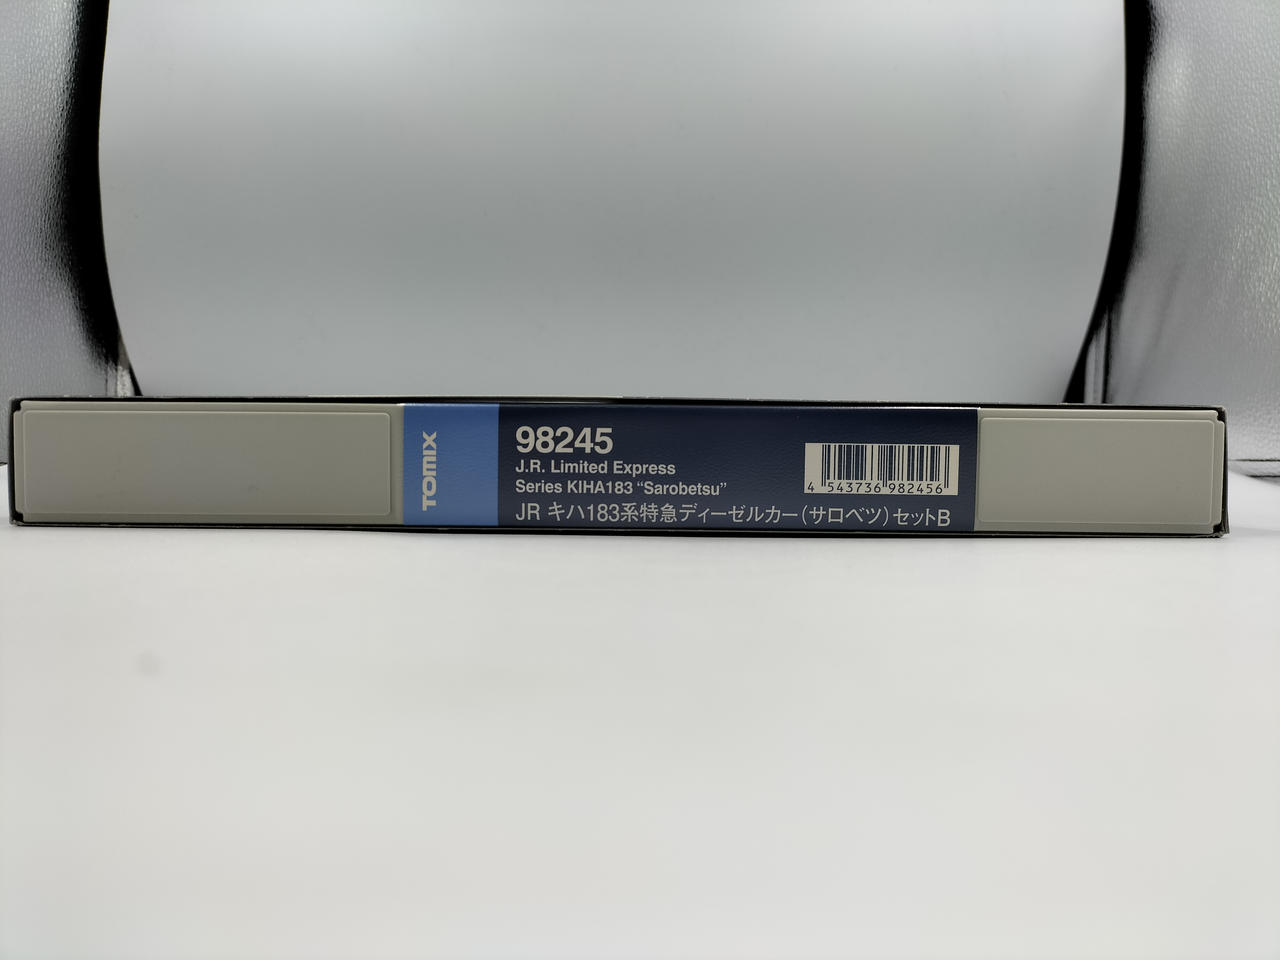 TOMIX
98245
J.R. Limited Express
Series KIHA183 “Sarobetsu”
JR キハ183系特急ディーゼルカー(サロベツ)セットB
4 543736 982456